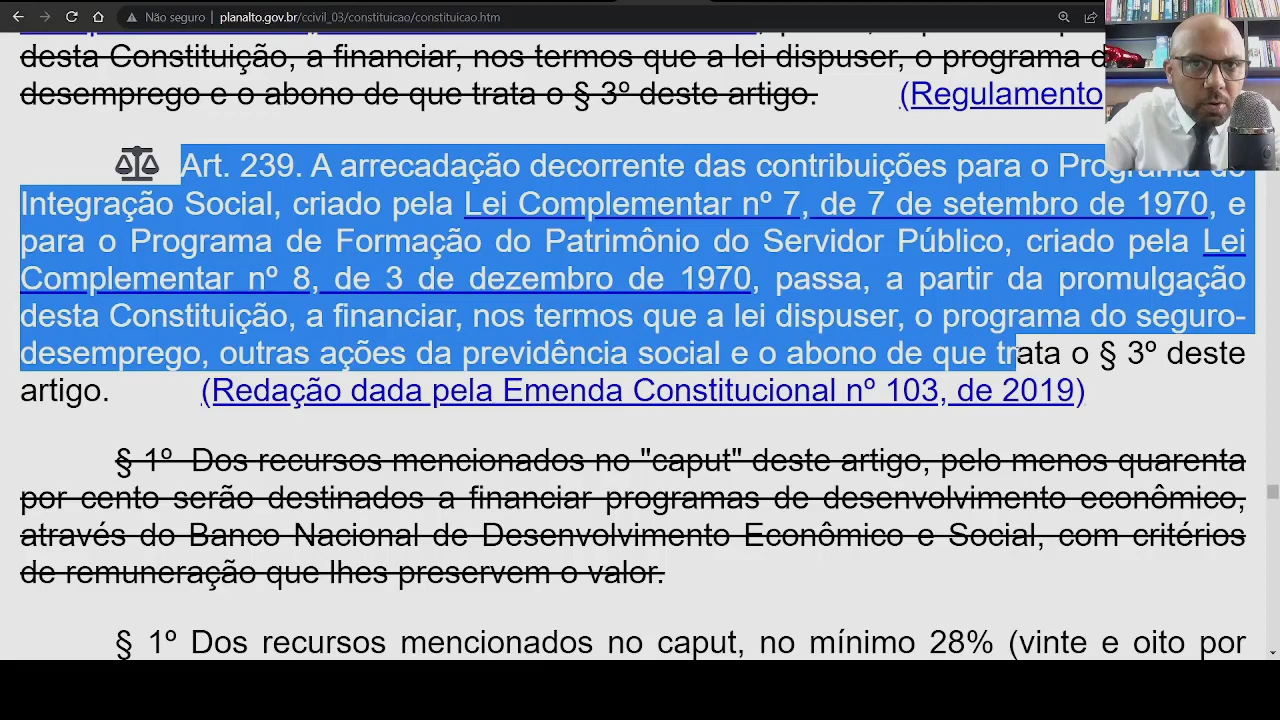 Não seguro | planalto.gov.br/ccivil_03/constituicao/constituicao.htm
desta Constituição, a financiar, nos termos que a lei dispuser, o programa d
desemprego e o abono de que trata o § 3º deste artigo. (Regulamento
Art. 239. A arrecadação decorrente das contribuições para o Programa de
Integração Social, criado pela Lei Complementar nº 7, de 7 de setembro de 1970, e
para o Programa de Formação do Patrimônio do Servidor Público, criado pela Lei
Complementar nº 8, de 3 de dezembro de 1970, passa, a partir da promulgação
desta Constituição, a financiar, nos termos que a lei dispuser, o programa do seguro-
desemprego, outras ações da previdência social e o abono de que trata o § 3º deste
artigo. (Redação dada pela Emenda Constitucional nº 103, de 2019)
§ 1º Dos recursos mencionados no "caput" deste artigo, pelo menos quarenta
por cento serão destinados a financiar programas de desenvolvimento econômico,
através do Banco Nacional de Desenvolvimento Econômico e Social, com critérios
de remuneração que lhes preservem o valor.
§ 1º Dos recursos mencionados no caput, no mínimo 28% (vinte e oito por